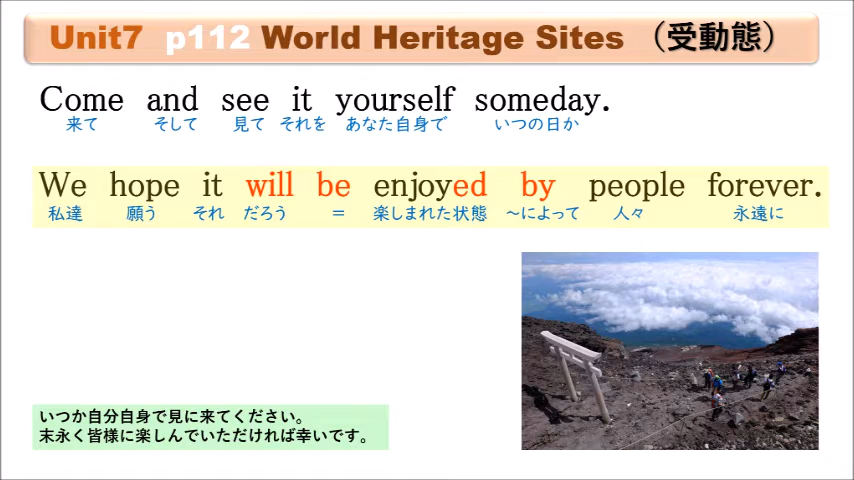 Unit7 p112 World Heritage Sites （受動態）
Come and see it yourself someday.
来て そして 見て それを あなた自身で いつの日か
We hope it will be enjoyed by people forever.
私達 願う それ だろう ＝ 楽しまれた状態 ～によって 人々 永遠に
いつか自分自身で見に来てください。
末永く皆様に楽しんでいただければ幸いです。